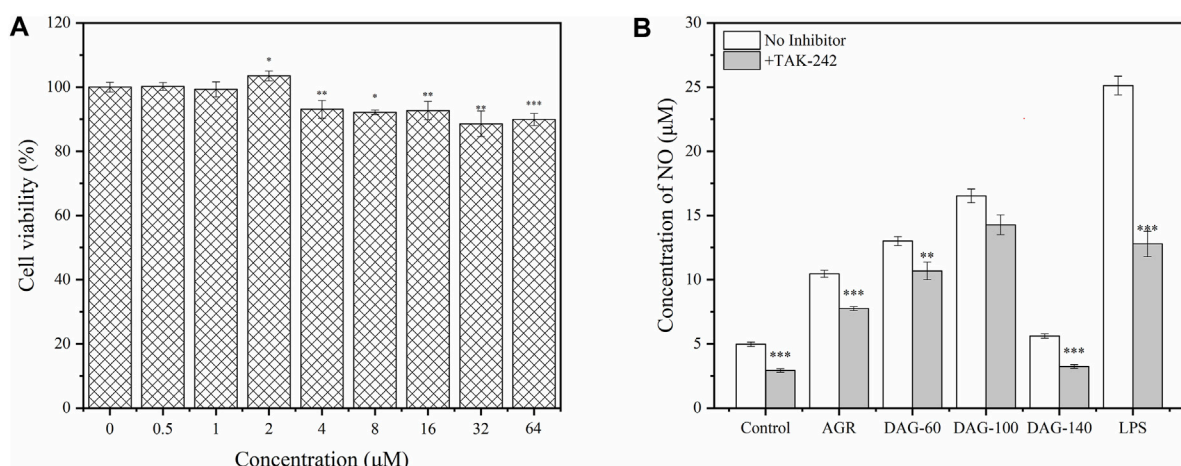 A
120
100
80
60
40
20
0
Cell viability (%)
*
** * ** ** ***
0 0.5 1 2 4 8 16 32 64
Concentration (μM)
B
30
25
20
15
10
5
0
Concentration of NO (μM)
No Inhibitor
+TAK-242
*** *** ** *** ***
Control AGR DAG-60 DAG-100 DAG-140 LPS